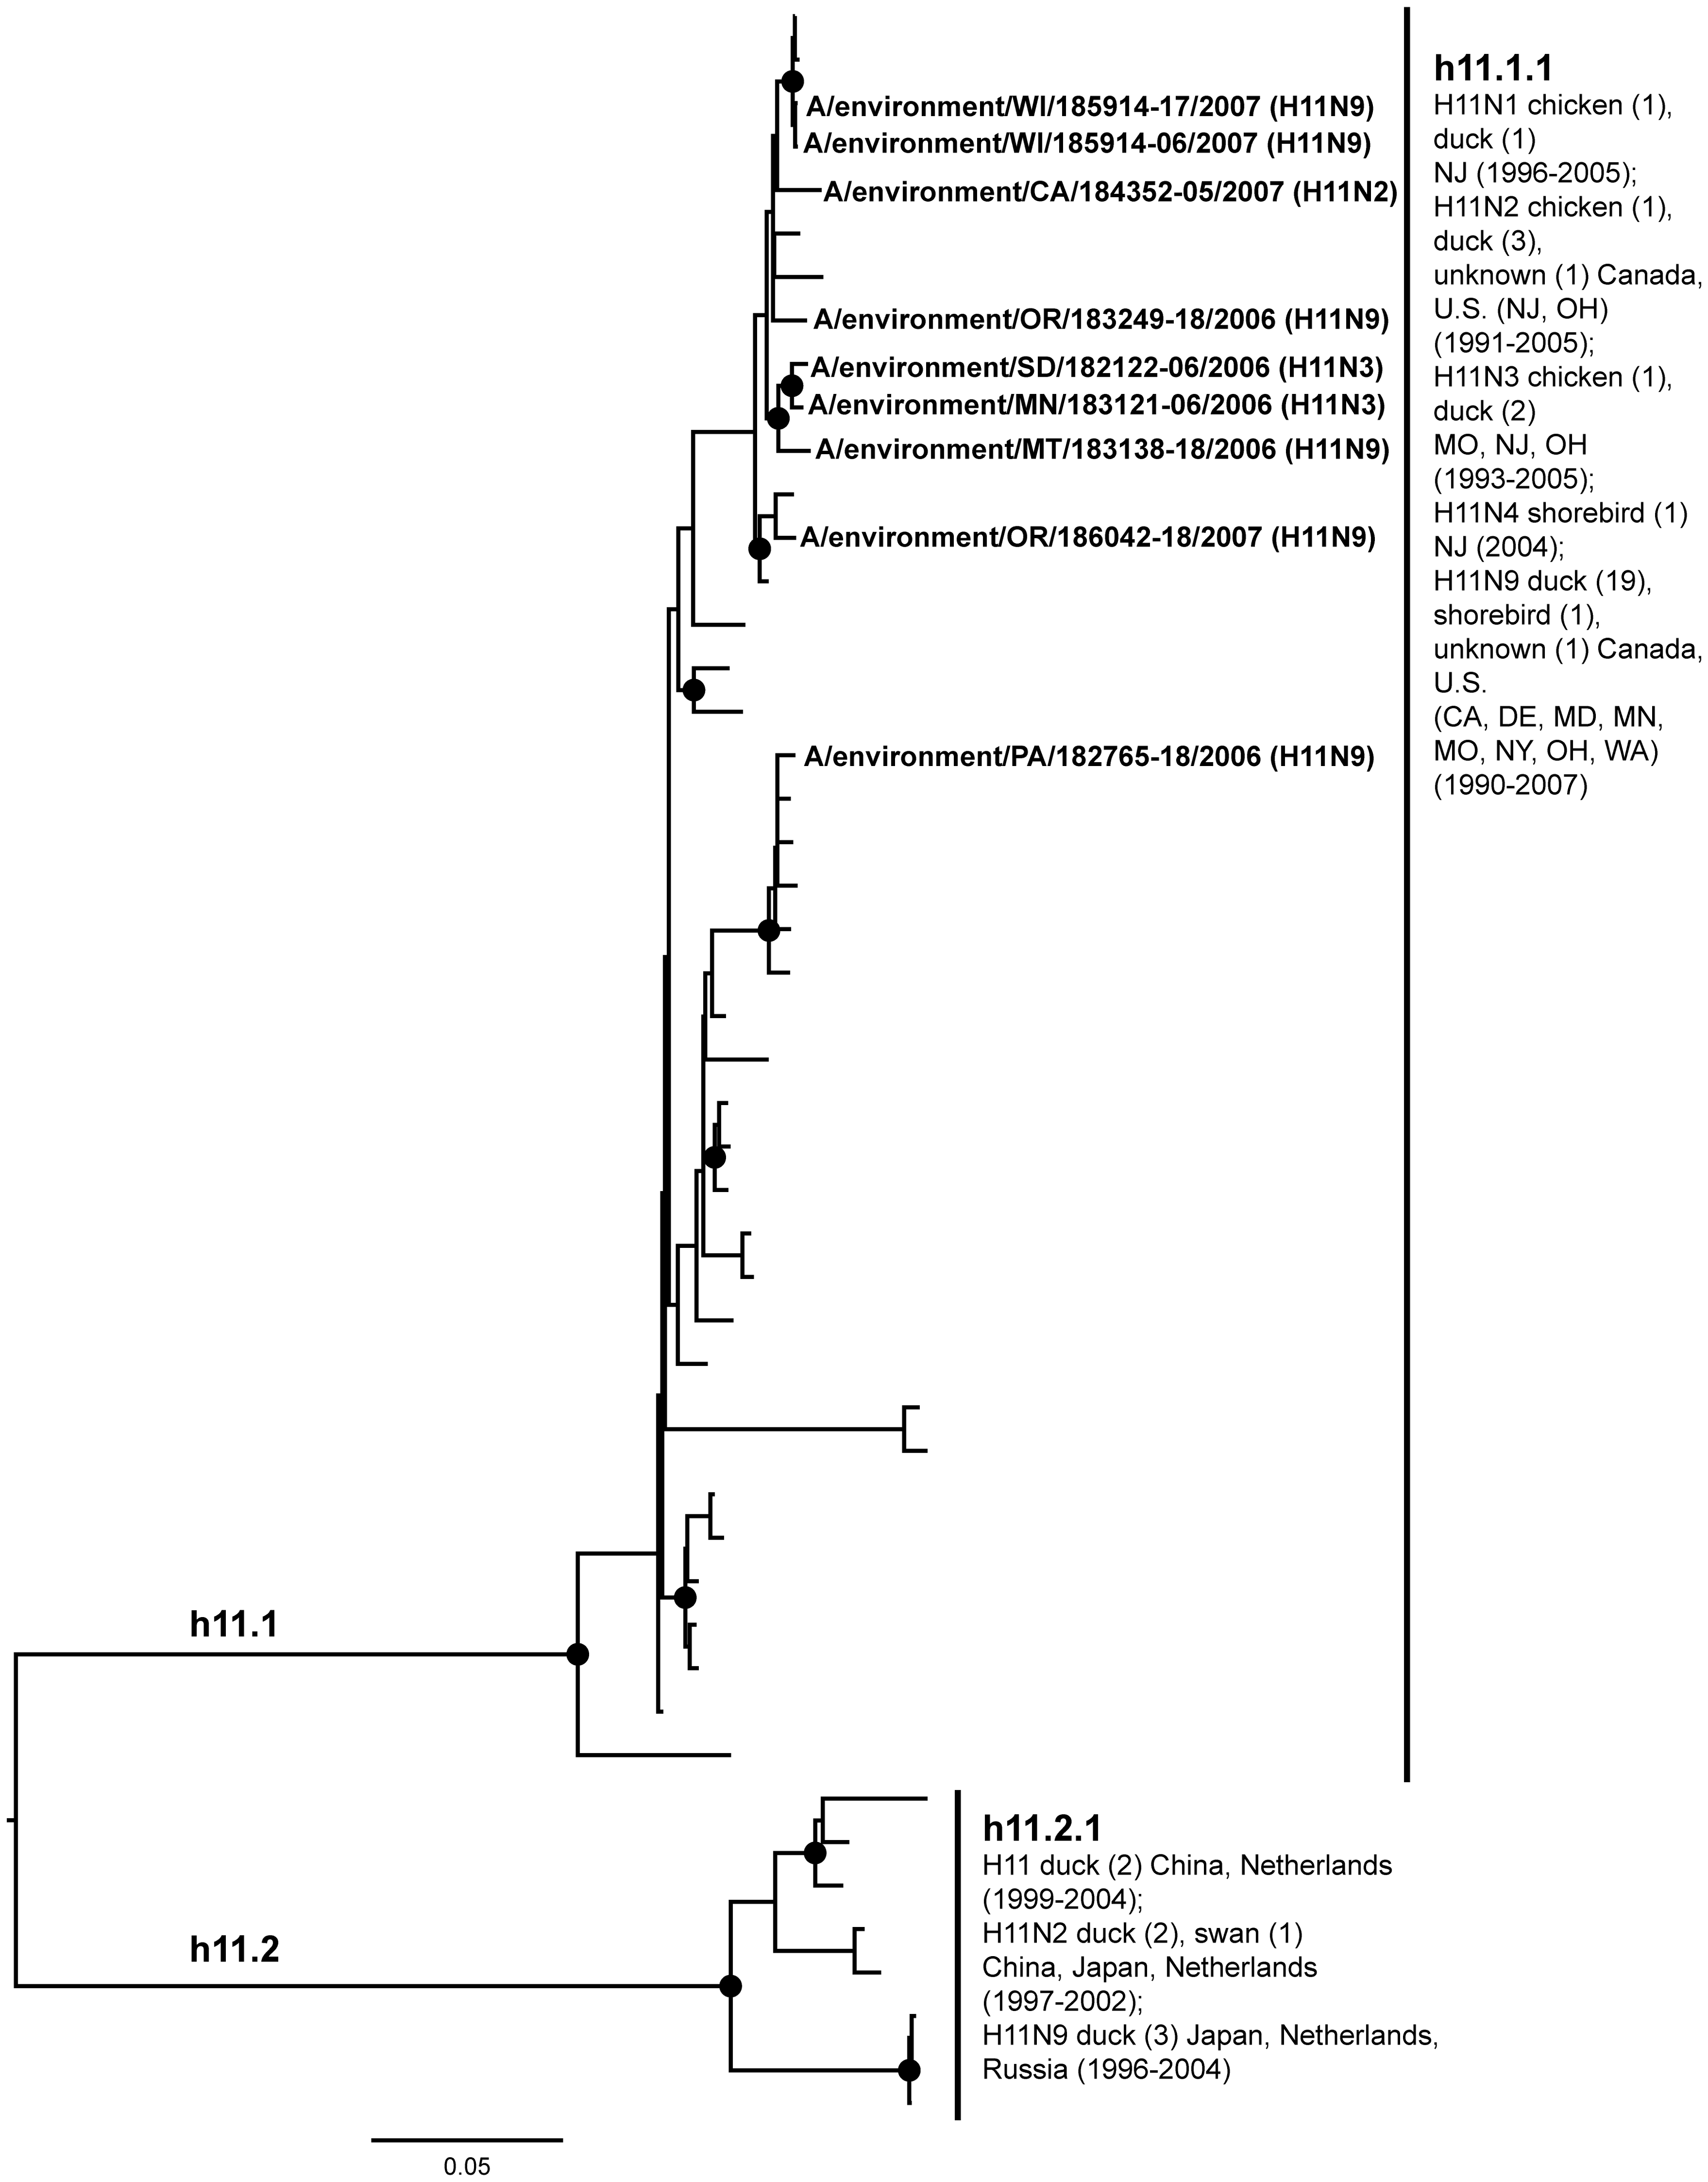 A/environment/WI/185914-17/2007 (H11N9)
A/environment/WI/185914-06/2007 (H11N9)
A/environment/CA/184352-05/2007 (H11N2)
A/environment/OR/183249-18/2006 (H11N9)
A/environment/SD/182122-06/2006 (H11N3)
A/environment/MN/183121-06/2006 (H11N3)
A/environment/MT/183138-18/2006 (H11N9)
A/environment/OR/186042-18/2007 (H11N9)
A/environment/PA/182765-18/2006 (H11N9)
h11.1.1
H11N1 chicken (1),
duck (1)
NJ (1996-2005);
H11N2 chicken (1),
duck (3),
unknown (1) Canada,
U.S. (NJ, OH)
(1991-2005);
H11N3 chicken (1),
duck (2)
MO, NJ, OH
(1993-2005);
H11N4 shorebird (1)
NJ (2004);
H11N9 duck (19),
shorebird (1),
unknown (1) Canada,
U.S.
(CA, DE, MD, MN,
MO, NY, OH, WA)
(1990-2007)
h11.1
h11.2
h11.2.1
H11 duck (2) China, Netherlands
(1999-2004);
H11N2 duck (2), swan (1)
China, Japan, Netherlands
(1997-2002);
H11N9 duck (3) Japan, Netherlands,
Russia (1996-2004)
0.05